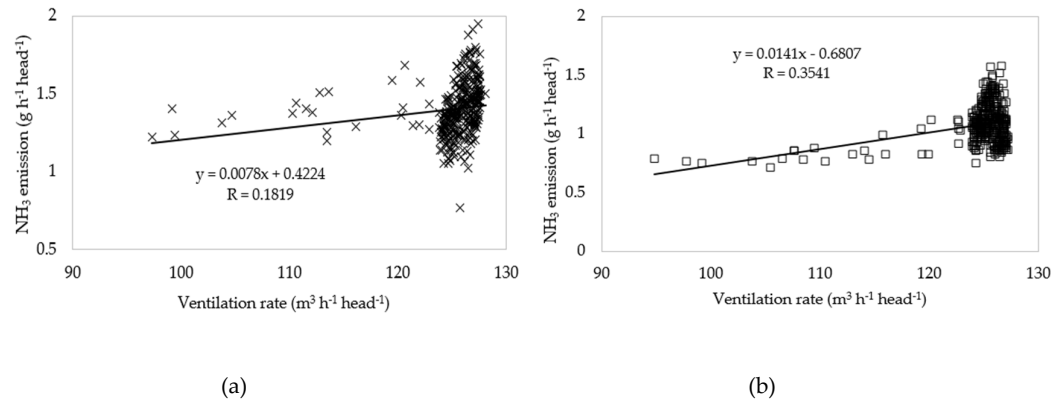 2
1.5
1
0.5
90 100 110 120 130
NH₃ emission (g h⁻¹ head⁻¹)
Ventilation rate (m³ h⁻¹ head⁻¹)
y = 0.0078x + 0.4224
R = 0.1819
(a)
2
1.5
1
0.5
0
90 100 110 120 130
NH₃ emission (g h⁻¹ head⁻¹)
Ventilation rate (m³ h⁻¹ head⁻¹)
y = 0.0141x - 0.6807
R = 0.3541
(b)